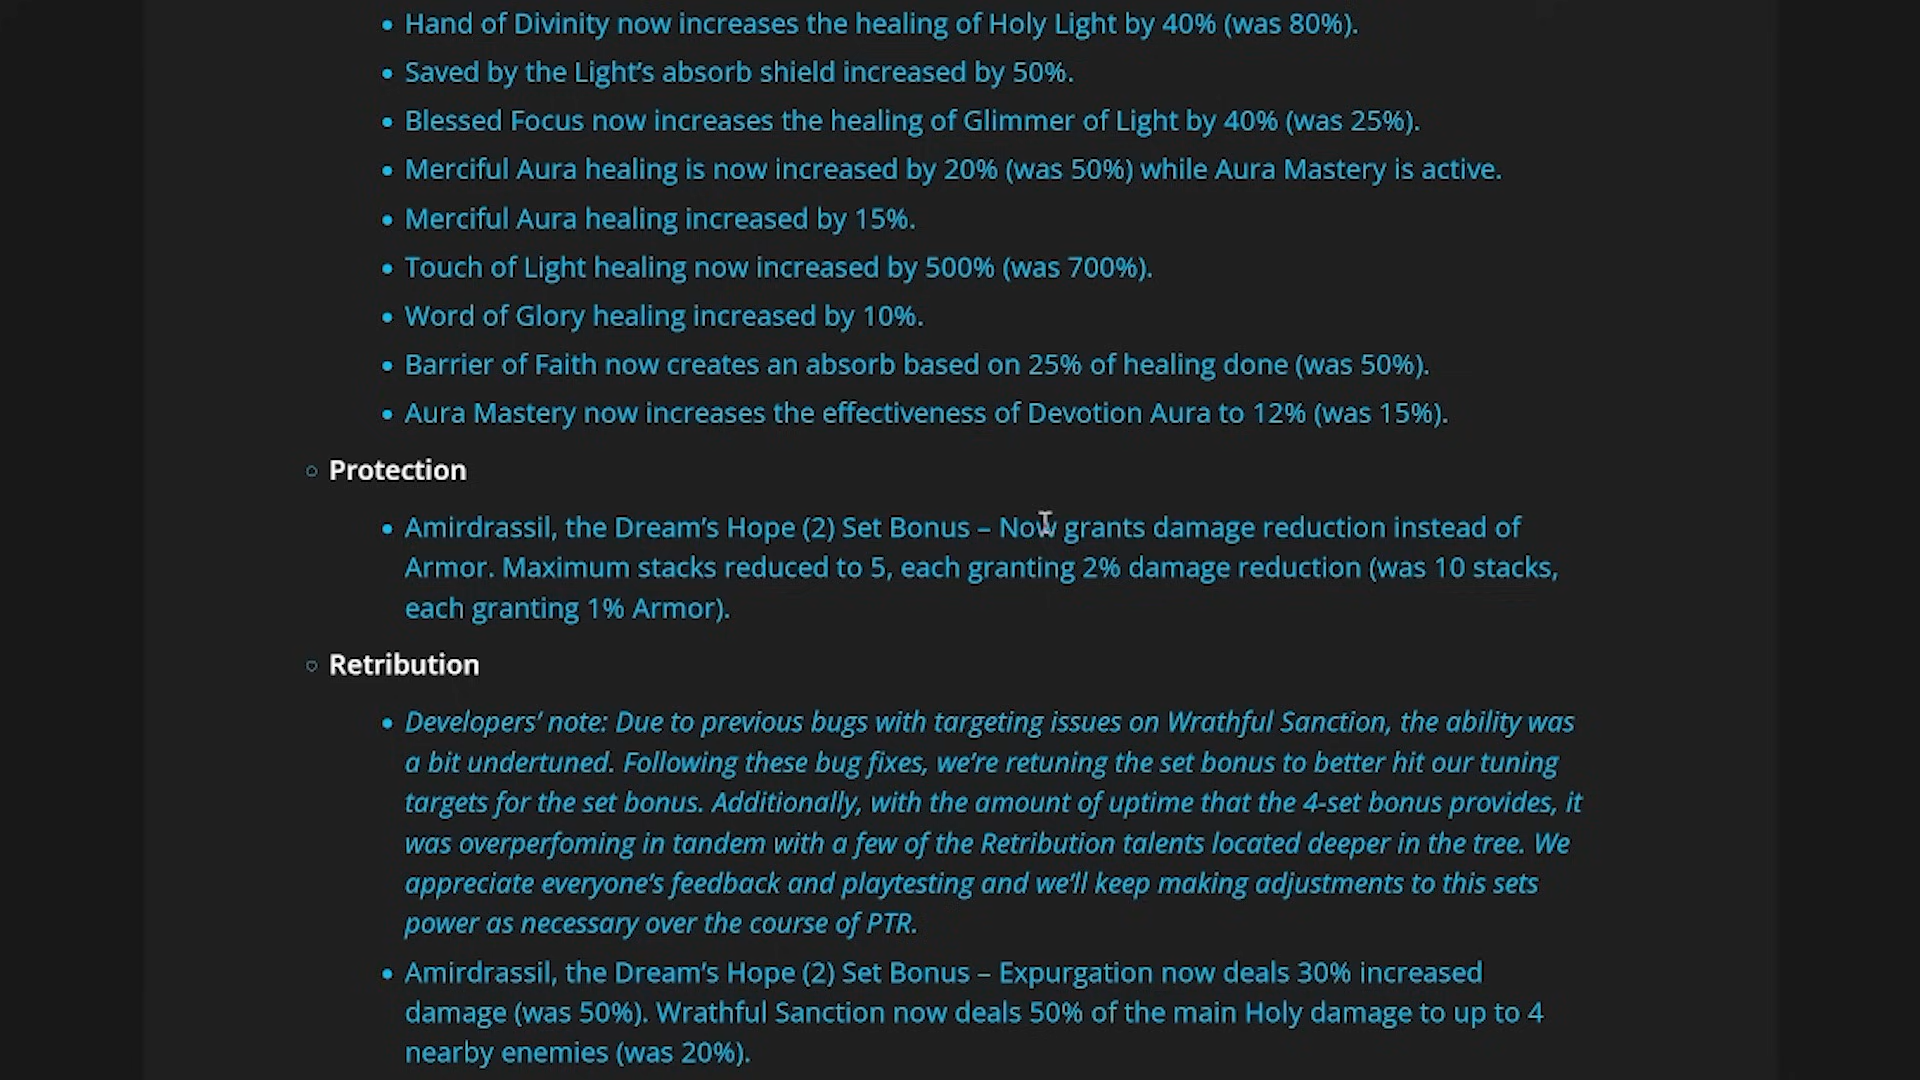 Hand of Divinity now increases the healing of Holy Light by 40% (was 80%).
Saved by the Light’s absorb shield increased by 50%.
Blessed Focus now increases the healing of Glimmer of Light by 40% (was 25%).
Merciful Aura healing is now increased by 20% (was 50%) while Aura Mastery is active.
Merciful Aura healing increased by 15%.
Touch of Light healing now increased by 500% (was 700%).
Word of Glory healing increased by 10%.
Barrier of Faith now creates an absorb based on 25% of healing done (was 50%).
Aura Mastery now increases the effectiveness of Devotion Aura to 12% (was 15%).
Protection
Amirdrassil, the Dream’s Hope (2) Set Bonus – Now grants damage reduction instead of
Armor. Maximum stacks reduced to 5, each granting 2% damage reduction (was 10 stacks,
each granting 1% Armor).
Retribution
Developers’ note: Due to previous bugs with targeting issues on Wrathful Sanction, the ability was
a bit undertuned. Following these bug fixes, we’re retuning the set bonus to better hit our tuning
targets for the set bonus. Additionally, with the amount of uptime that the 4-set bonus provides, it
was overperfoming in tandem with a few of the Retribution talents located deeper in the tree. We
appreciate everyone’s feedback and playtesting and we’ll keep making adjustments to this sets
power as necessary over the course of PTR.
Amirdrassil, the Dream’s Hope (2) Set Bonus – Expurgation now deals 30% increased
damage (was 50%). Wrathful Sanction now deals 50% of the main Holy damage to up to 4
nearby enemies (was 20%).